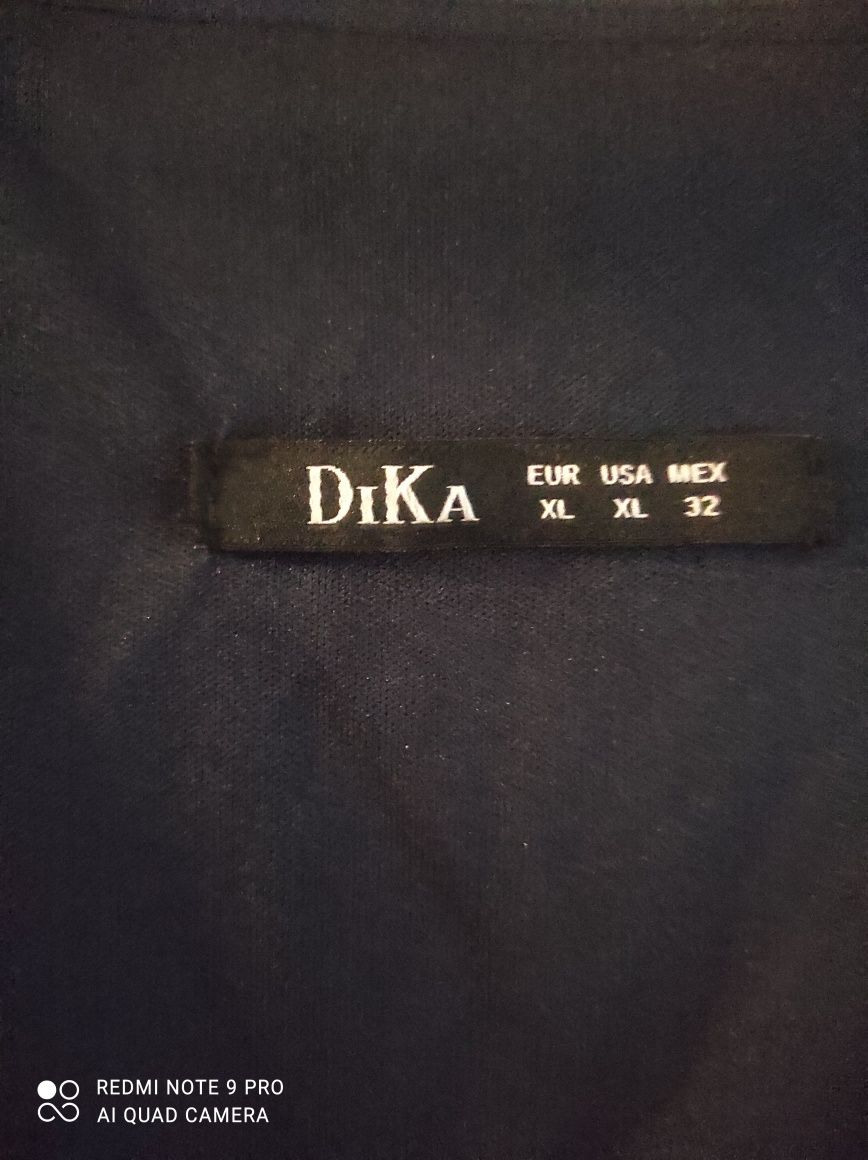 DIKA
EUR USA MEX
XL XL 32
REDMI NOTE 9 PRO
AI QUAD CAMERA